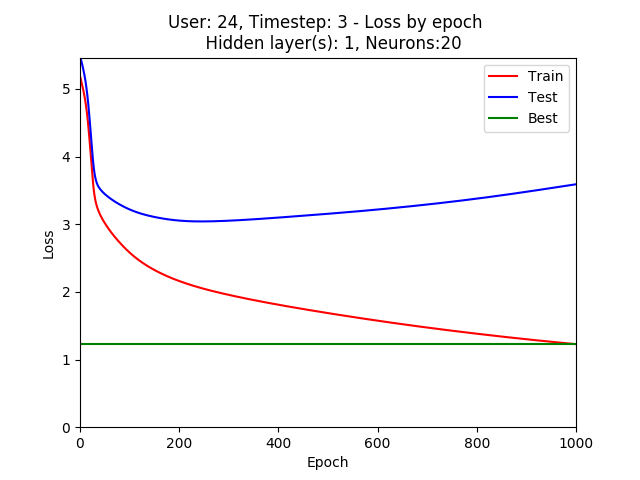 User: 24, Timestep: 3 - Loss by epoch
Hidden layer(s): 1, Neurons:20
Train
Test
Best
Loss
5
4
3
2
1
0
0 200 400 600 800 1000
Epoch